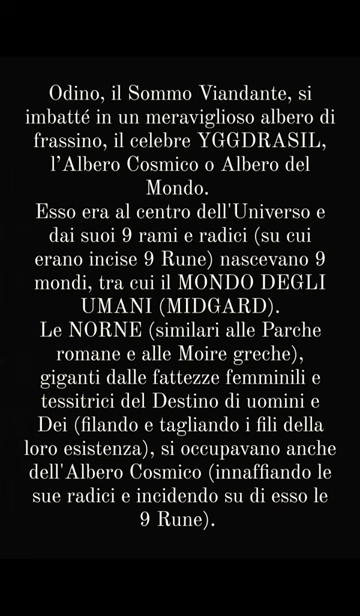 Odino, il Sommo Viandante, si
imbatté in un meraviglioso albero di
frassino, il celebre YGGDRASIL,
l'Albero Cosmico o Albero del
Mondo.
Esso era al centro dell'Universo e
dai suoi 9 rami e radici (su cui
erano incise 9 Rune) nascevano 9
mondi, tra cui il MONDO DEGLI
UMANI (MIDGARD).
Le NORNE (similari alle Parche
romane e alle Moire greche),
giganti dalle fattezze femminili e
tessitrici del Destino di uomini e
Dei (filando e tagliando i fili della
loro esistenza), si occupavano anche
dell'Albero Cosmico (innaffiando le
sue radici e incidendo su di esso le
9 Rune).